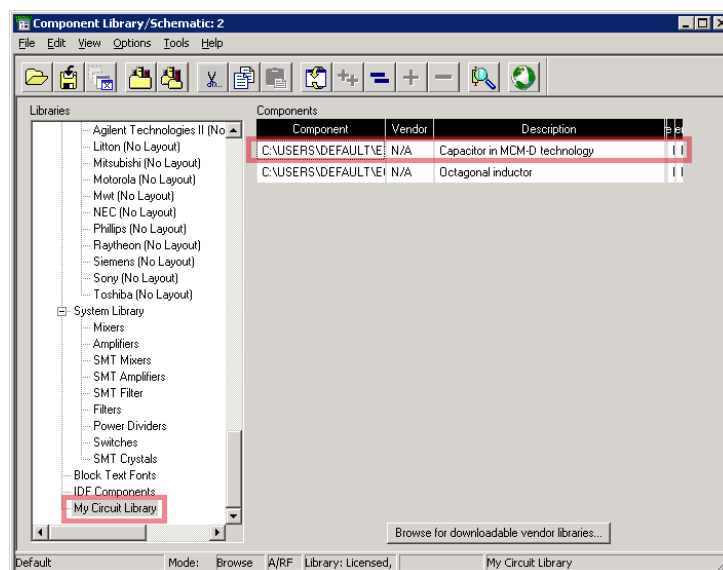 Component Library/Schematic: 2
File Edit View Options Tools Help
Libraries
Components
Agilent Technologies II (No
Litton (No Layout)
Mitsubishi (No Layout)
Motorola (No Layout)
Mwt (No Layout)
NEC (No Layout)
Phillips (No Layout)
Raytheon (No Layout)
Siemens (No Layout)
Sony (No Layout)
Toshiba (No Layout)
System Library
Mixers
Amplifiers
SMT Mixers
SMT Amplifiers
SMT Filter
Filters
Power Dividers
Switches
SMT Crystals
Block Text Fonts
IDF Components
My Circuit Library
Component Vendor Description
C:\USERS\DEFAULT\E N/A Capacitor in MCM-D technology
C:\USERS\DEFAULT\E N/A Octagonal inductor
Browse for downloadable vendor libraries...
Default Mode: Browse A/RF Library: Licensed, My Circuit Library